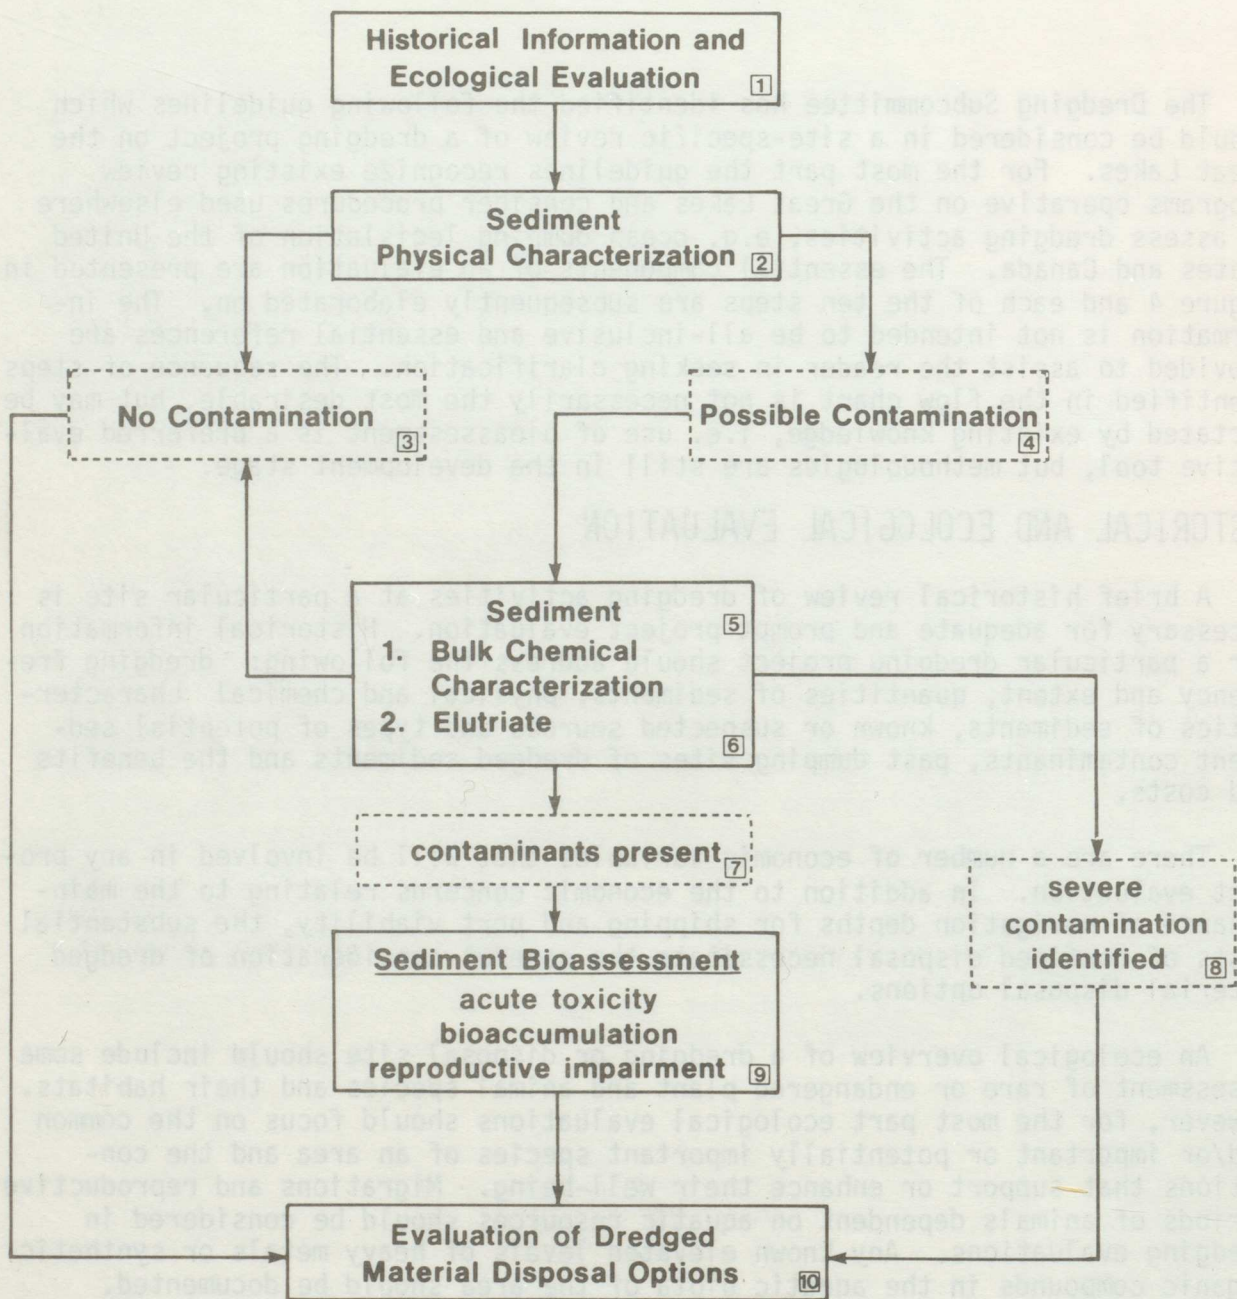 Historical Information and
Ecological Evaluation 1
Sediment
Physical Characterization 2
No Contamination 3
Possible Contamination 4
Sediment 5
1. Bulk Chemical
Characterization
2. Elutriate 6
contaminants present 7
severe
contamination
identified 8
Sediment Bioassessment
acute toxicity
bioaccumulation
reproductive impairment 9
Evaluation of Dredged
Material Disposal Options 10